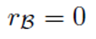 r_ℬ = 0